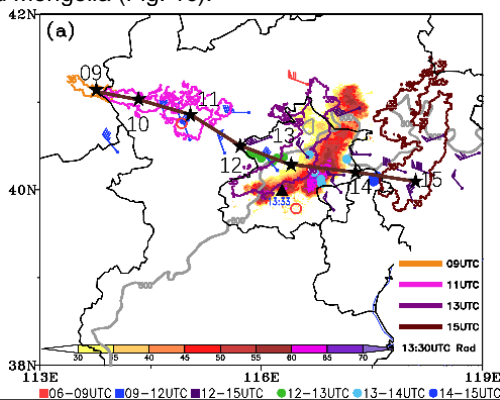 d Mongolia (Fig. 10).
42N
(a)
09
10
11
12
13
14
15
40N
13:33
600
600
09UTC
11UTC
13UTC
15UTC
13:30UTC Rad
30 35 40 45 50 55 60 65 70
38N
113E 116E 119E
06-09UTC 09-12UTC 12-15UTC 12-13UTC 13-14UTC 14-15UTC